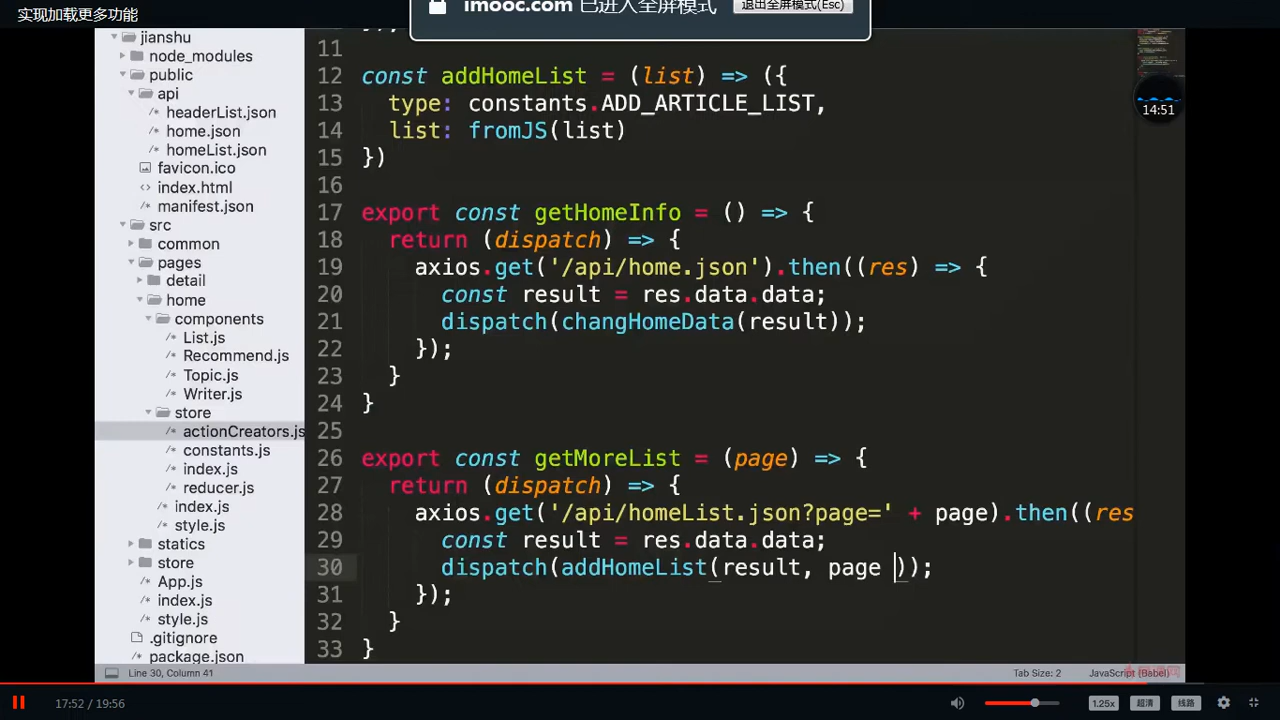 实现加载更多功能
imooc.com 已进入全屏模式
退出全屏模式(Esc)
jianshu
node_modules
public
api
headerList.json
home.json
homeList.json
favicon.ico
index.html
manifest.json
src
common
pages
detail
home
components
List.js
Recommend.js
Topic.js
Writer.js
store
actionCreators.js
constants.js
index.js
reducer.js
index.js
style.js
statics
store
App.js
index.js
style.js
.gitignore
package.json
11
12 const addHomeList = (list) => ({
13 type: constants.ADD_ARTICLE_LIST,
14 list: fromJS(list)
15 })
16
17 export const getHomeInfo = () => {
18 return (dispatch) => {
19 axios.get('/api/home.json').then((res) => {
20 const result = res.data.data;
21 dispatch(changHomeData(result));
22 });
23 }
24 }
25
26 export const getMoreList = (page) => {
27 return (dispatch) => {
28 axios.get('/api/homeList.json?page=' + page).then((res
29 const result = res.data.data;
30 dispatch(addHomeList(result, page ));
31 });
32 }
33 }
14:51
Line 30, Column 41
Tab Size: 2
JavaScript (Babel)
17:52 / 19:56
1.25x
超清
线路